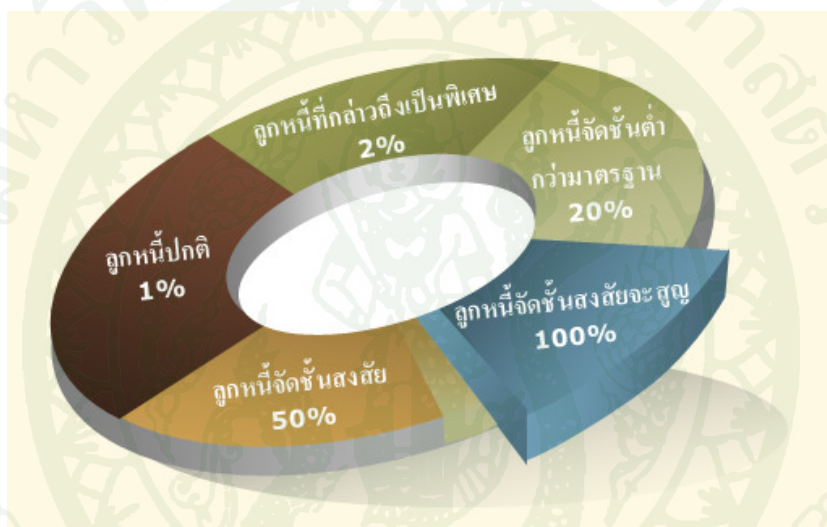 ลูกหนี้ที่กล่าวถึงเป็นพิเศษ
2%
ลูกหนี้จัดชั้นต่ำ
กว่ามาตรฐาน
20%
ลูกหนี้ปกติ
1%
ลูกหนี้จัดชั้นสงสัยจะสูญ
100%
ลูกหนี้จัดชั้นสงสัย
50%